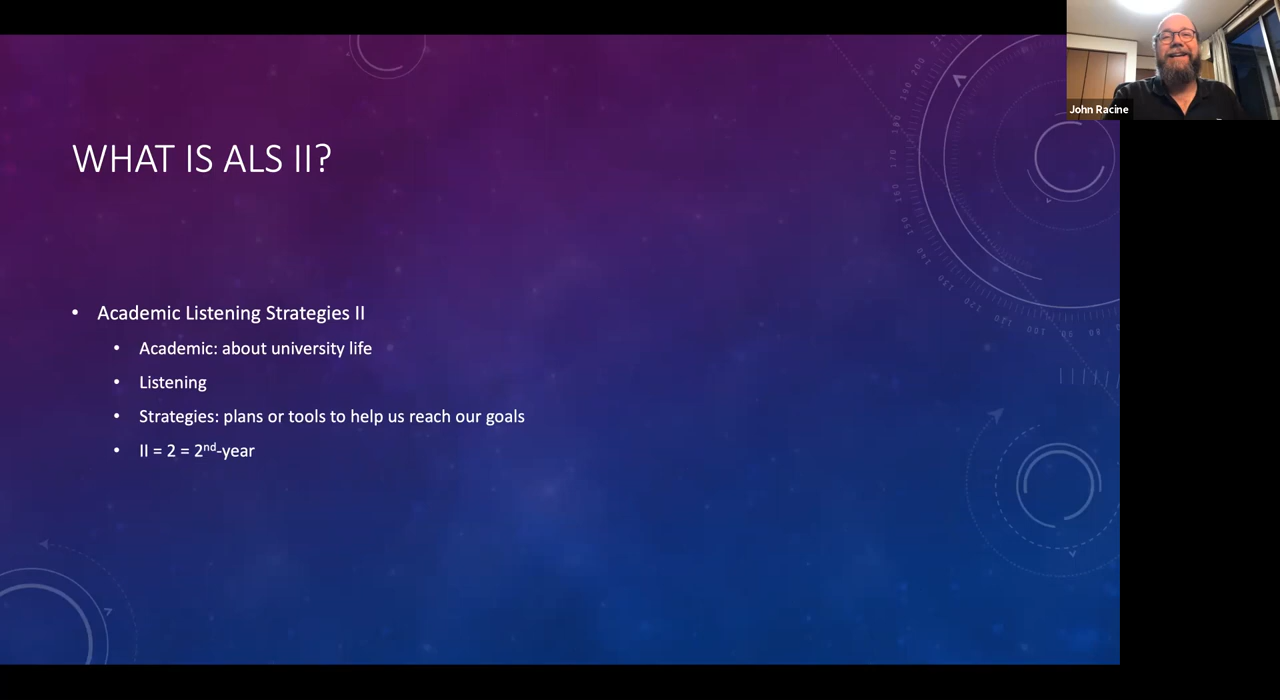 WHAT IS ALS II?
• Academic Listening Strategies II
• Academic: about university life
• Listening
• Strategies: plans or tools to help us reach our goals
• II = 2 = 2nd-year
John Racine